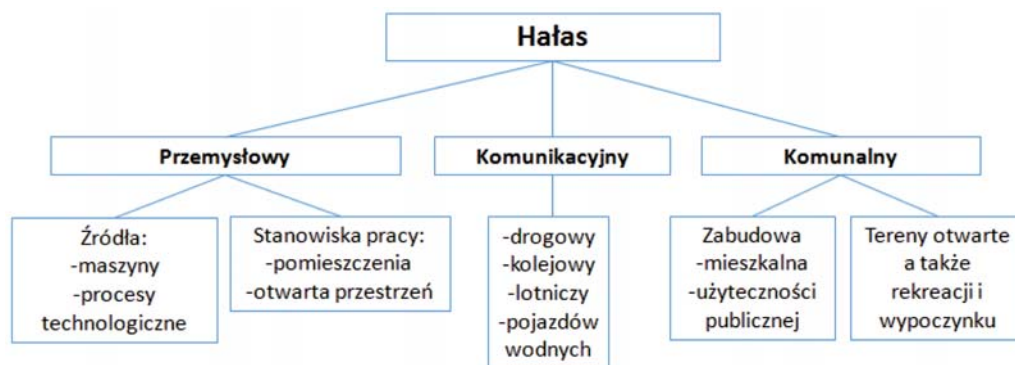 Hałas
Przemysłowy
Komunikacyjny
Komunalny
Źródła:
-maszyny
-procesy
technologiczne
Stanowiska pracy:
-pomieszczenia
-otwarta przestrzeń
-drogowy
-kolejowy
-lotniczy
-pojazdów
wodnych
Zabudowa
-mieszkalna
-użyteczności
publicznej
Tereny otwarte
a także
rekreacji i
wypoczynku